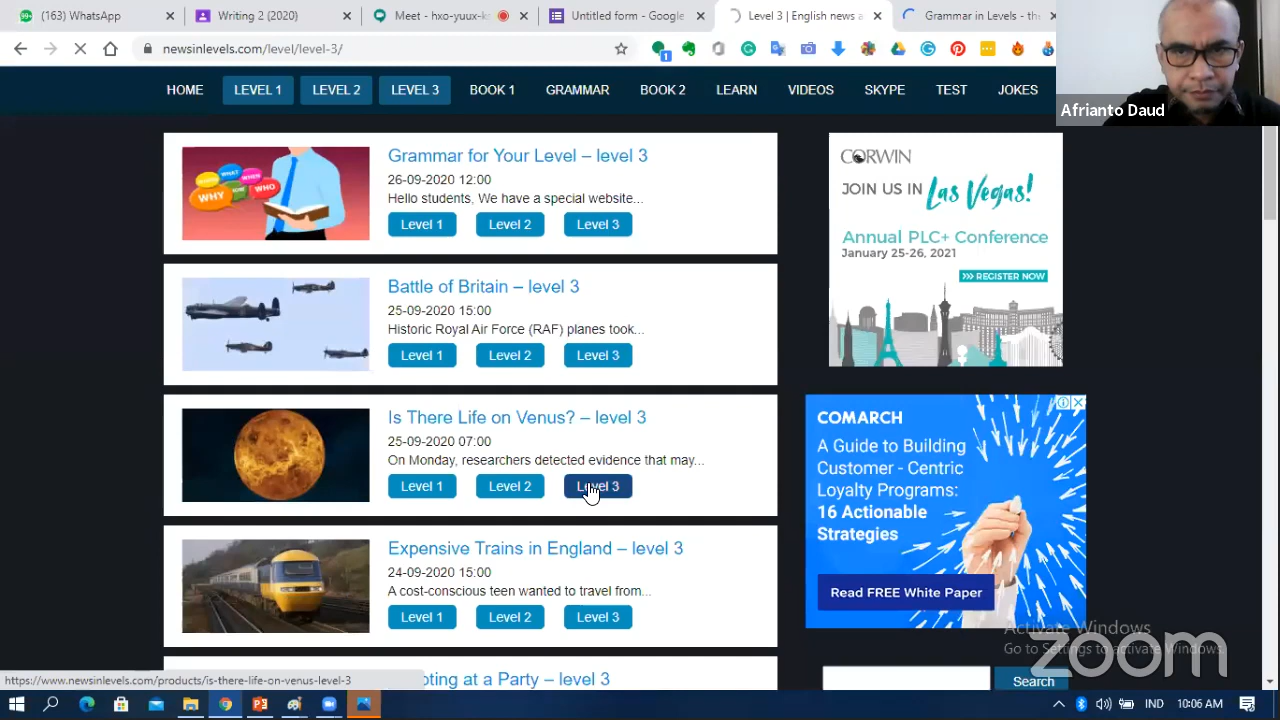 (163) WhatsApp
Writing 2 (2020)
Meet - hxo-yuux-k
Untitled form - Google
Level 3 | English news a
Grammar in Levels - the
newsinlevels.com/level/level-3/
HOME
LEVEL 1
LEVEL 2
LEVEL 3
BOOK 1
GRAMMAR
BOOK 2
LEARN
VIDEOS
SKYPE
TEST
JOKES
Afrianto Daud
WHY
WHO
Grammar for Your Level – level 3
26-09-2020 12:00
Hello students, We have a special website...
Level 1
Level 2
Level 3
Battle of Britain – level 3
25-09-2020 15:00
Historic Royal Air Force (RAF) planes took...
Level 1
Level 2
Level 3
Is There Life on Venus? – level 3
25-09-2020 07:00
On Monday, researchers detected evidence that may...
Level 1
Level 2
Level 3
Expensive Trains in England – level 3
24-09-2020 15:00
A cost-conscious teen wanted to travel from...
Level 1
Level 2
Level 3
oting at a Party – level 3
CORWIN
JOIN US IN Las Vegas!
Annual PLC+ Conference
January 25-26, 2021
>>> REGISTER NOW
COMARCH
A Guide to Building
Customer - Centric
Loyalty Programs:
16 Actionable
Strategies
Read FREE White Paper
Activate Windows
Go to Settings to activate Windows.
zoom
Search
https://www.newsinlevels.com/products/is-there-life-on-venus-level-3
IND
10:06 AM